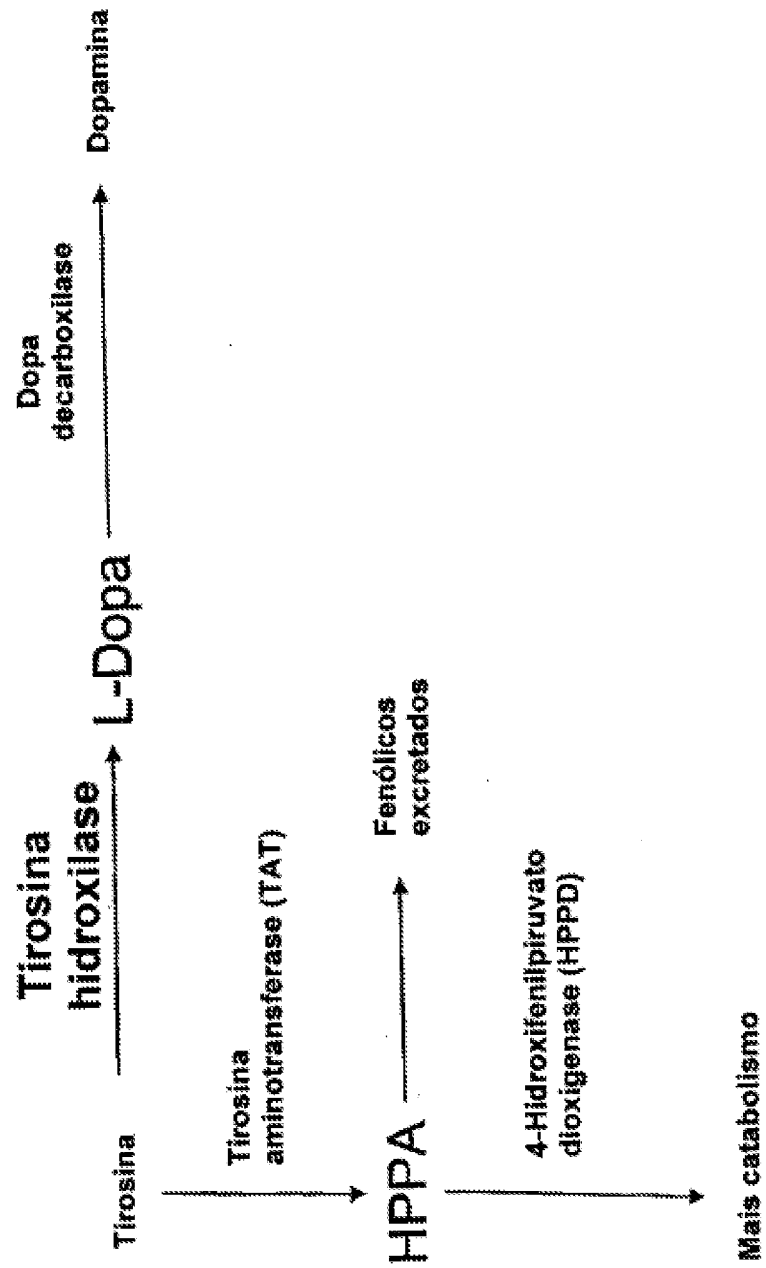 Tirosina
Tirosina
hidroxilase
L-Dopa
Dopa
decarboxilase
Dopamina
Tirosina
aminotransferase (TAT)
HPPA
Fenólicos
excretados
4-Hidroxifenilpiruvato
dioxigenase (HPPD)
Mais catabolismo